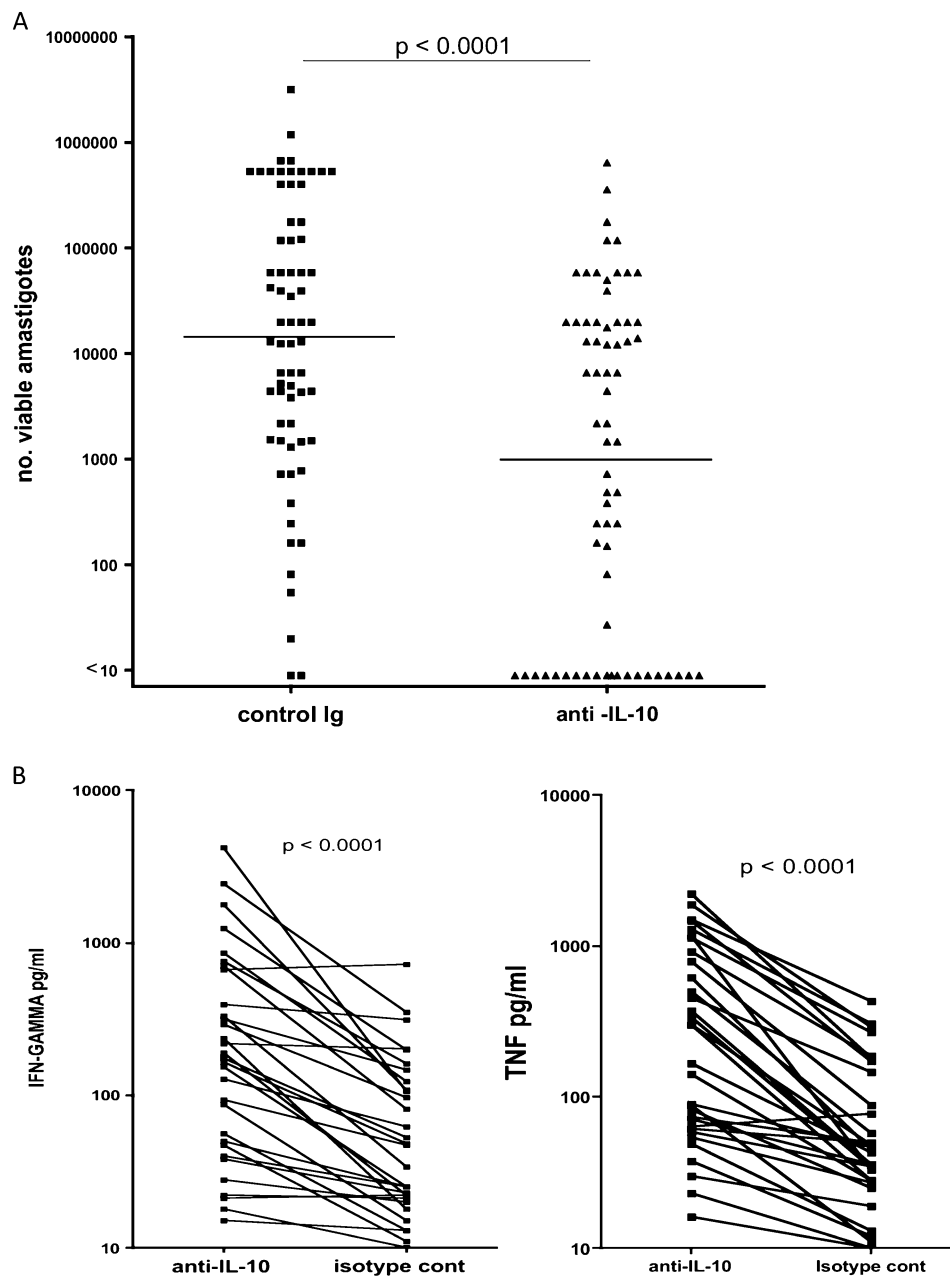 A
p < 0.0001
10000000
1000000
100000
10000
1000
100
<10
no. viable amastigotes
control Ig
anti -IL-10
B
10000
1000
100
10
IFN-GAMMA pg/ml
p < 0.0001
anti-IL-10
isotype cont
10000
1000
100
10
TNF pg/ml
p < 0.0001
anti-IL-10
Isotype cont